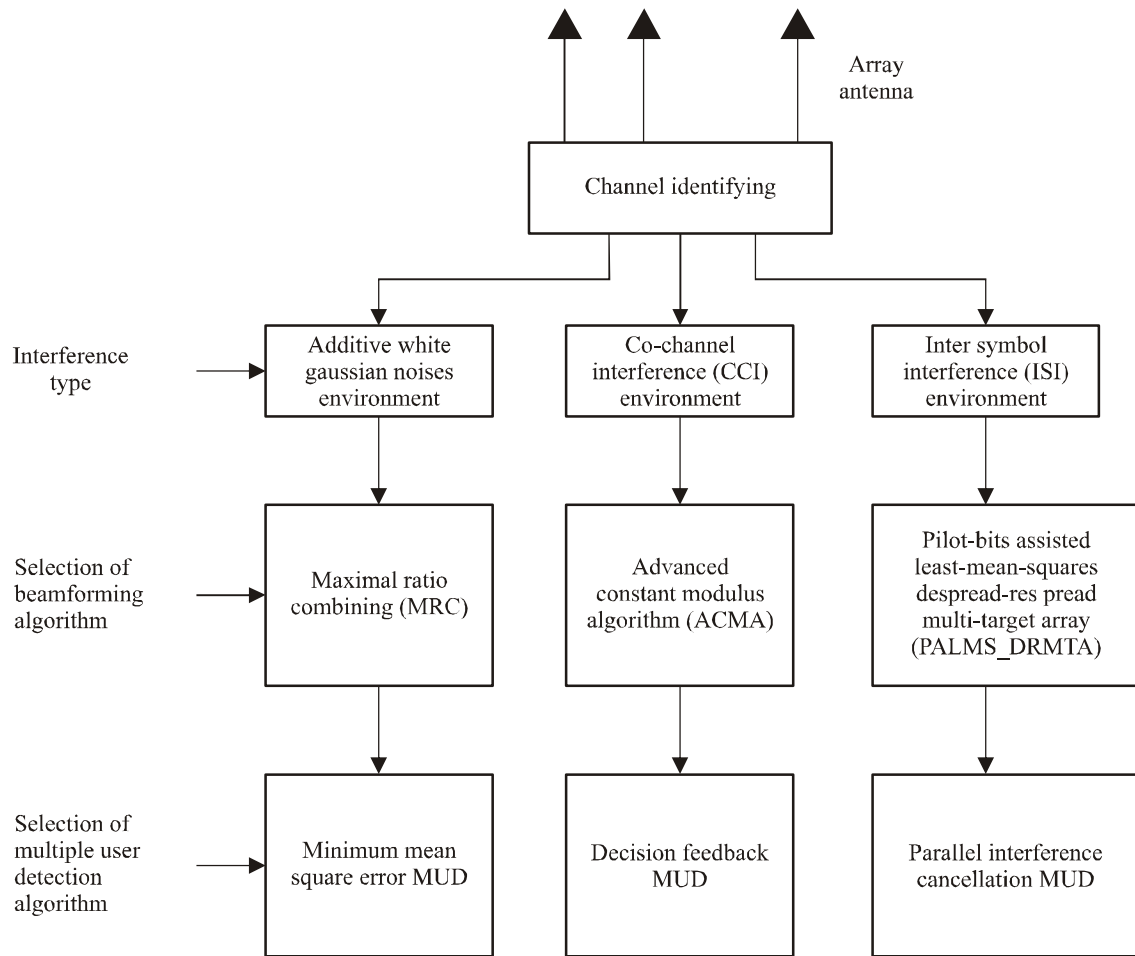 Array
antenna
Channel identifying
Interference
type
Additive white
gaussian noises
environment
Co-channel
interference (CCI)
environment
Inter symbol
interference (ISI)
environment
Selection of
beamforming
algorithm
Maximal ratio
combining (MRC)
Advanced
constant modulus
algorithm (ACMA)
Pilot-bits assisted
least-mean-squares
despread-res pread
multi-target array
(PALMS_DRMTA)
Selection of
multiple user
detection
algorithm
Minimum mean
square error MUD
Decision feedback
MUD
Parallel interference
cancellation MUD